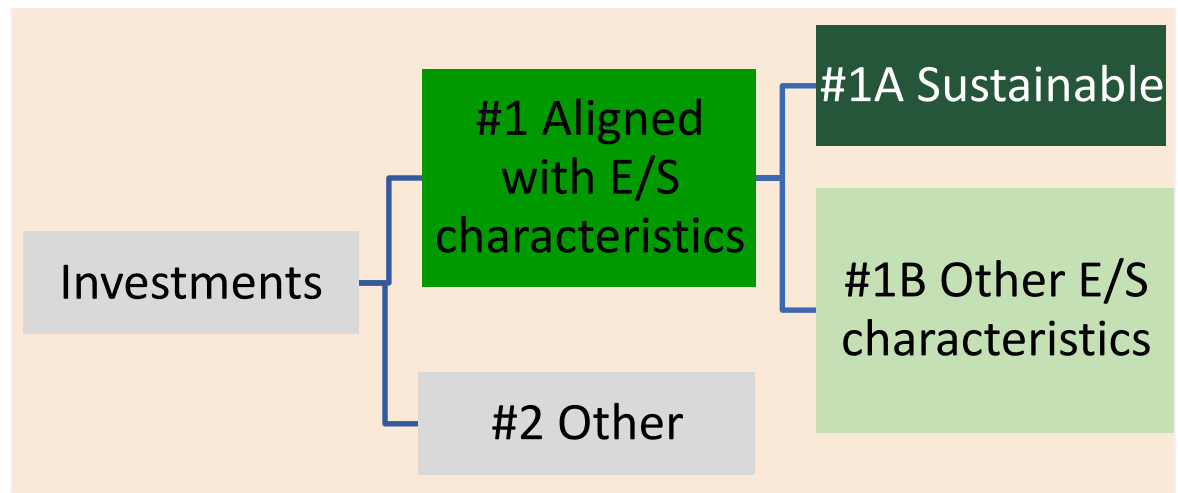 Investments
#1 Aligned
with E/S
characteristics
#2 Other
#1A Sustainable
#1B Other E/S
characteristics